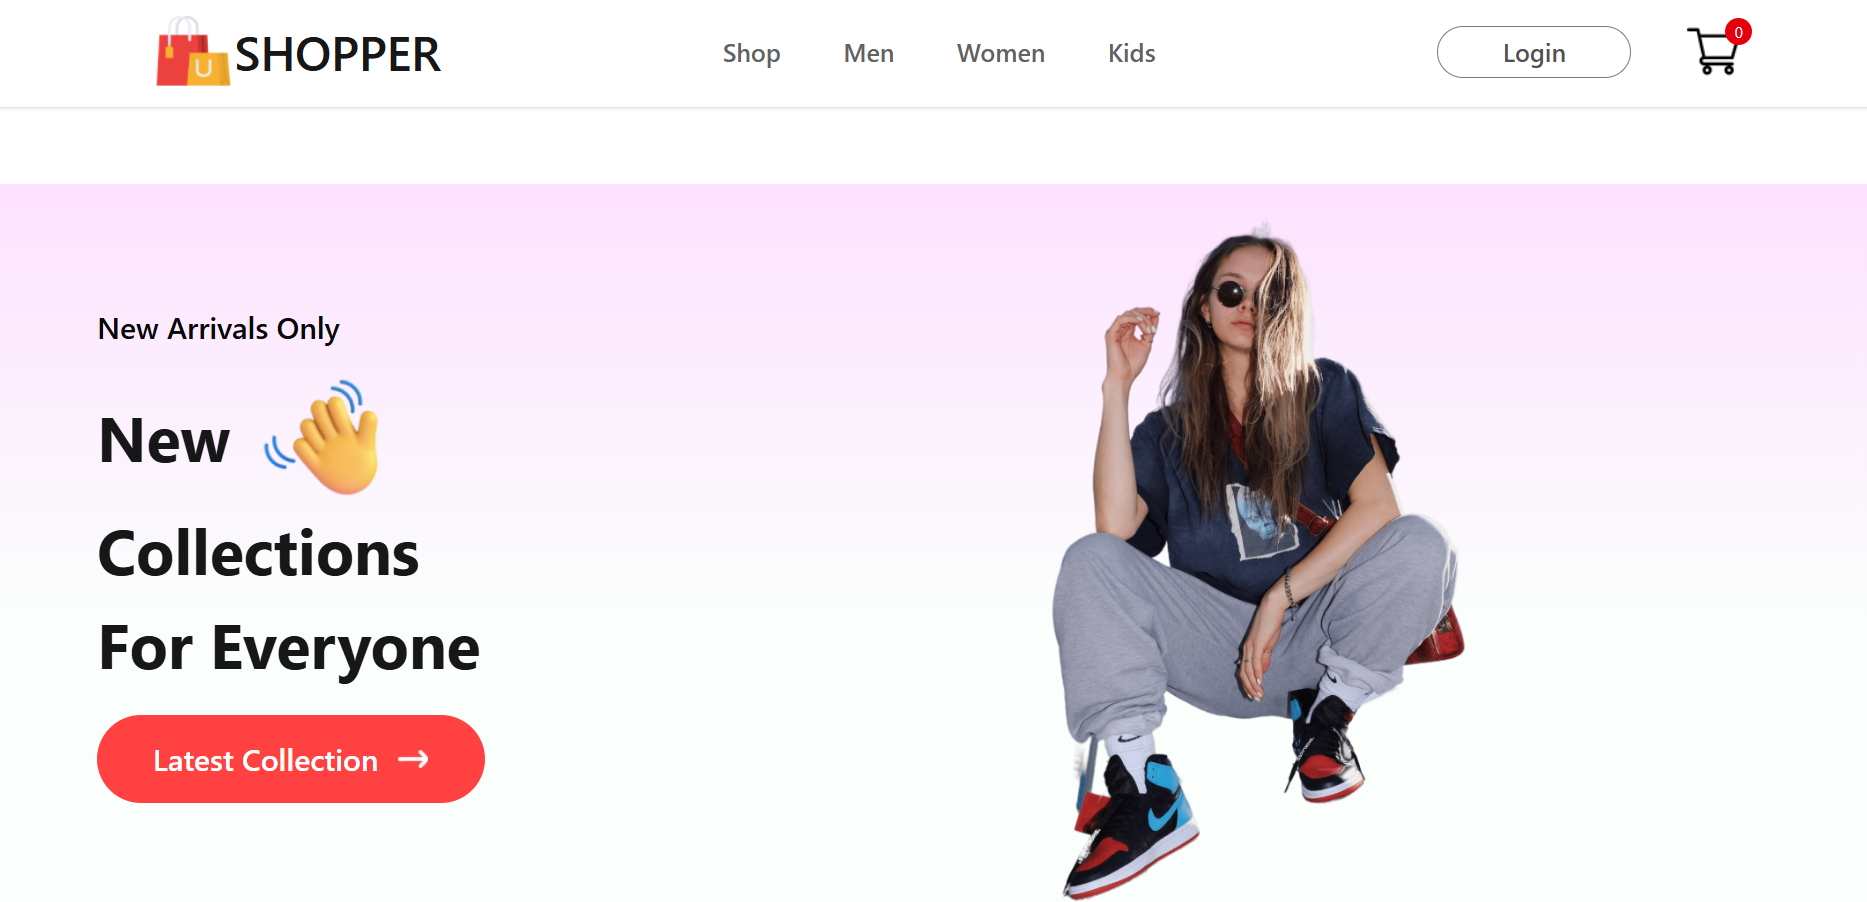 SHOPPER
Shop
Men
Women
Kids
Login
0
New Arrivals Only
New
Collections
For Everyone
Latest Collection →